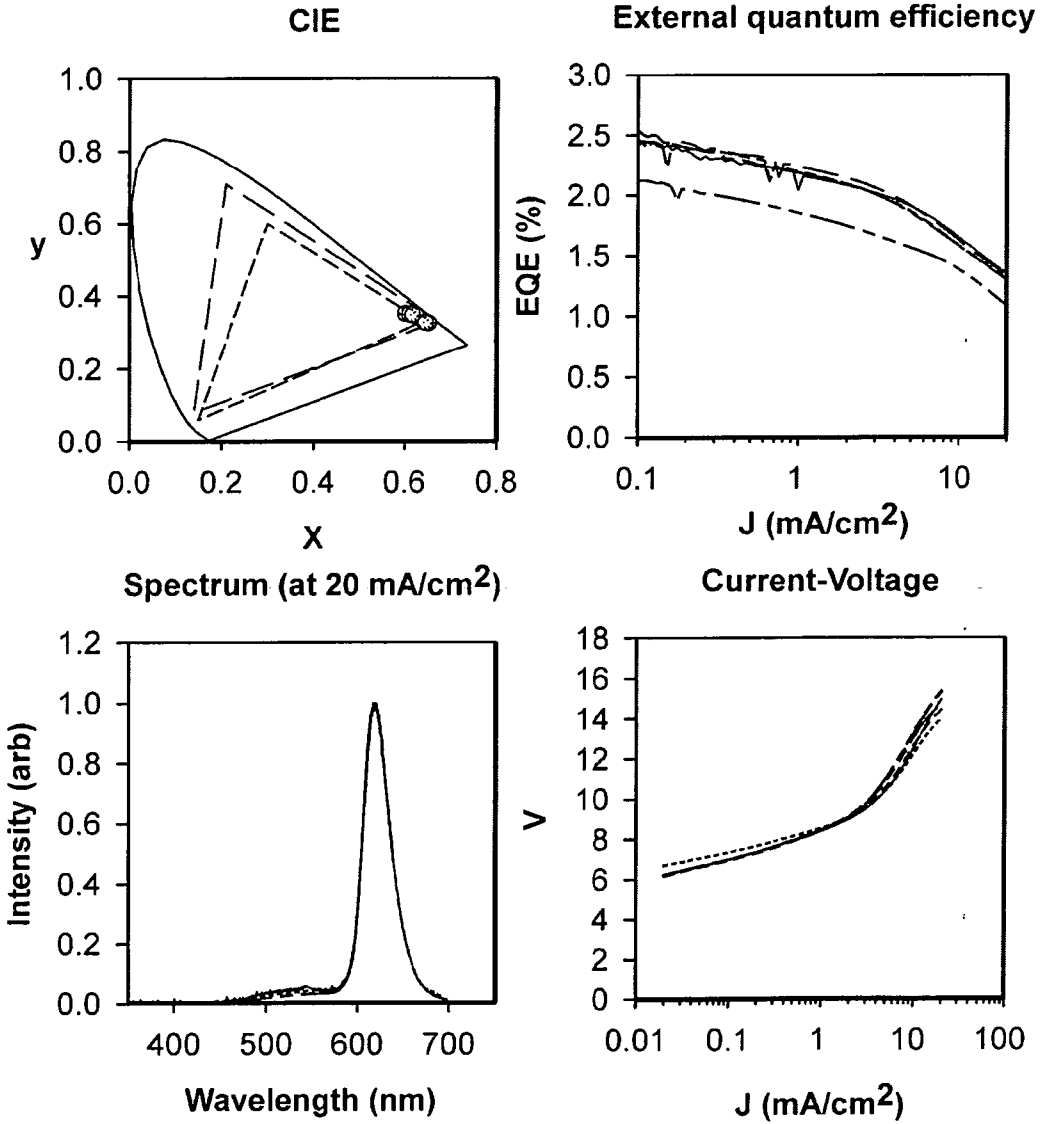 CIE
1.0
0.8
0.6
0.4
0.2
0.0
y
0.0 0.2 0.4 0.6 0.8
X
External quantum efficiency
3.0
2.5
2.0
1.5
1.0
0.5
0.0
EQE (%)
0.1 1 10
J (mA/cm2)
Spectrum (at 20 mA/cm2)
1.2
1.0
0.8
0.6
0.4
0.2
0.0
Intensity (arb)
400 500 600 700
Wavelength (nm)
Current-Voltage
18
16
14
12
10
8
6
4
2
0
V
0.01 0.1 1 10 100
J (mA/cm2)